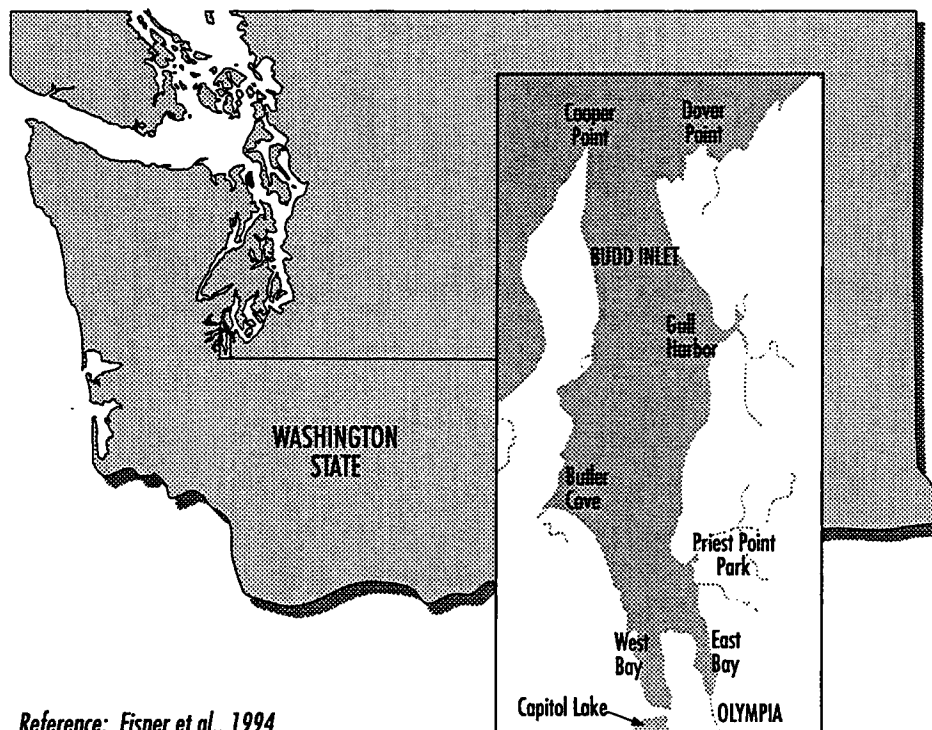 Cooper
Point
Dover
Point
BUDD INLET
Gull
Harbor
WASHINGTON
STATE
Butler
Cove
Priest Point
Park
West
Bay
East
Bay
Capitol Lake
OLYMPIA
Reference: Eisner et al., 1994